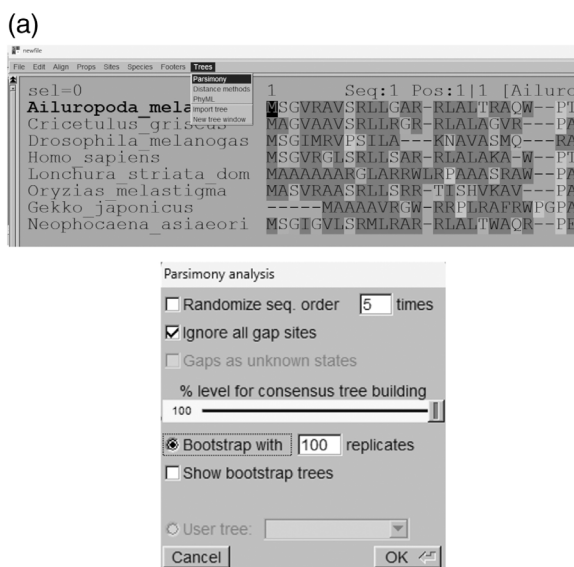 (a)
newfile
File Edit Align Props Sites Species Footers Trees
Parsimony
Distance methods
PhyML
Import tree
New tree window
sel=0 1 Seq:1 Pos:1|1 [Ailuro
Ailuropoda_mela MSGVRAVSRLLGAR-RLALTRAQW--PT
Cricetulus_griseus MAGVAAVSRLLRGR-RLALAGVR---PA
Drosophila_melanogas MSGIMRVPSILA---KNAVASMQ---RA
Homo_sapiens MSGVRGLSRLLSAR-RLALAKA-W--PT
Lonchura_striata_dom MAAAAAARGLARRWLRPAAASRAW--PT
Oryzias_melastigma MASVRAASRLLSRR-TISHVKAV---PA
Gekko_japonicus -----MAAAAVRGW-RRPLRAFRWPGPA
Neophocaena_asiaeori MSGIGVLSRMLRAR-RLALTWAQR--PE
Parsimony analysis
Randomize seq. order 5 times
Ignore all gap sites
Gaps as unknown states
% level for consensus tree building
100
Bootstrap with 100 replicates
Show bootstrap trees
User tree:
Cancel OK